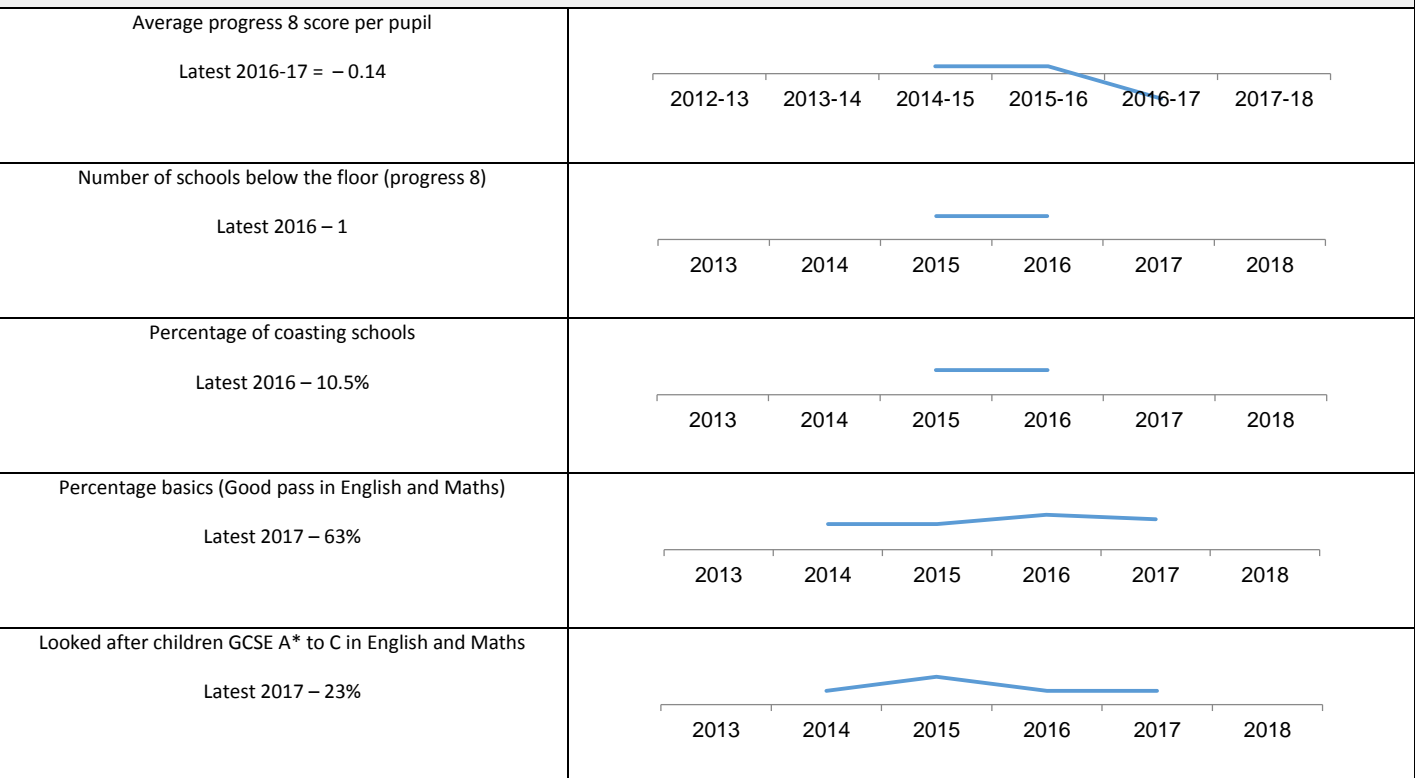 Average progress 8 score per pupil
Latest 2016-17 = – 0.14
2012-13 2013-14 2014-15 2015-16 2016-17 2017-18
Number of schools below the floor (progress 8)
Latest 2016 – 1
2013 2014 2015 2016 2017 2018
Percentage of coasting schools
Latest 2016 – 10.5%
2013 2014 2015 2016 2017 2018
Percentage basics (Good pass in English and Maths)
Latest 2017 – 63%
2013 2014 2015 2016 2017 2018
Looked after children GCSE A* to C in English and Maths
Latest 2017 – 23%
2013 2014 2015 2016 2017 2018